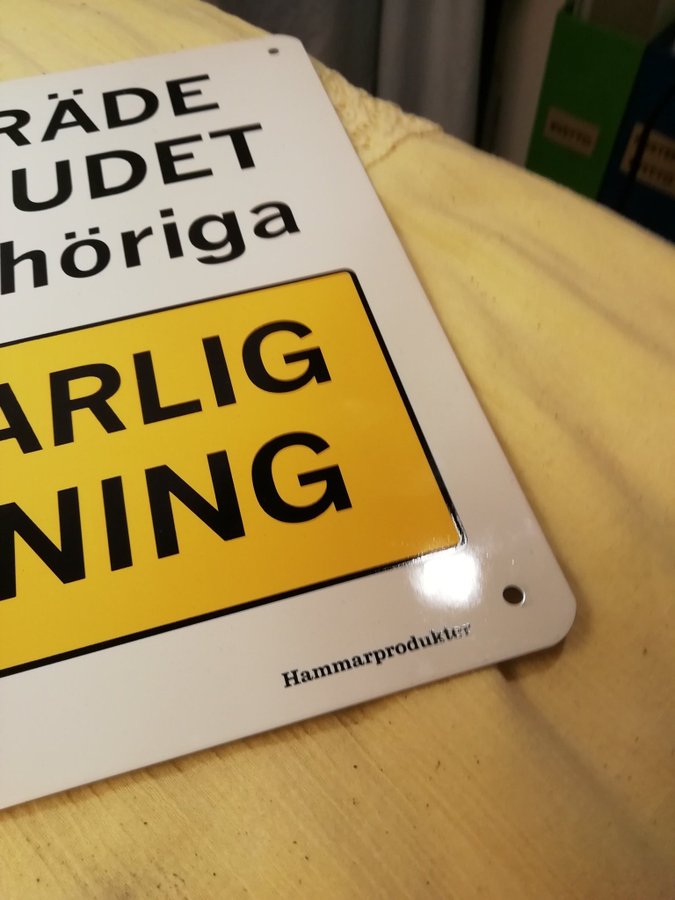 RÄDE
UDET
höriga
ARLIG
NING
Hammarprodukter